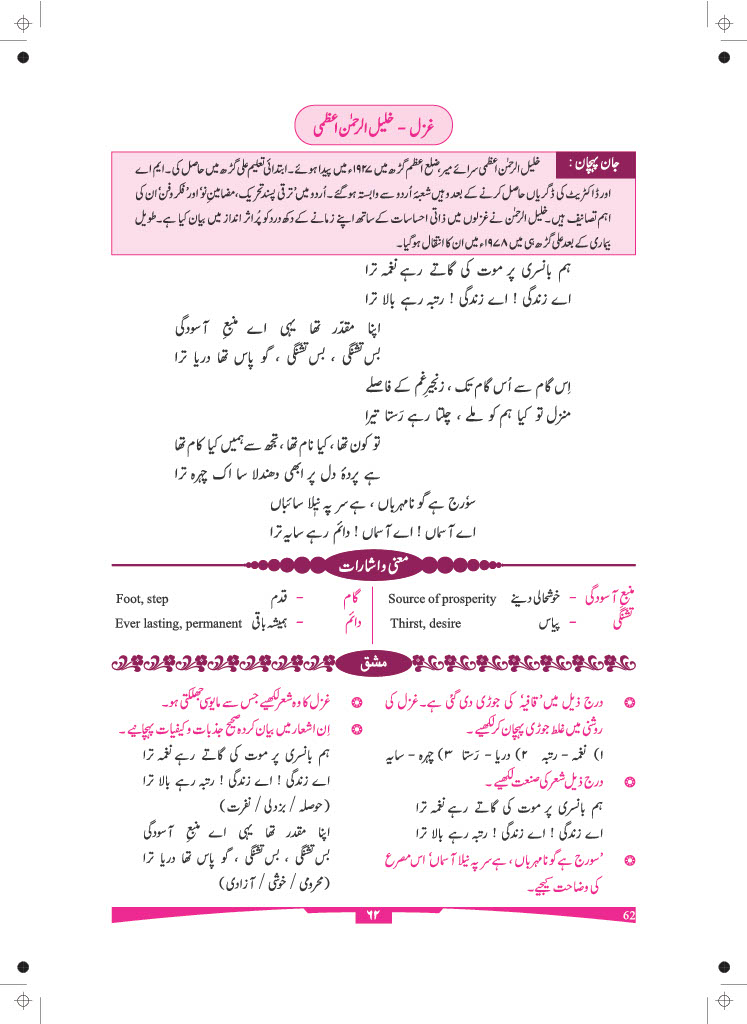 غزل - خلیل الرحمٰن اعظمی
جان پہچان : خلیل الرحمٰن اعظمی سرائے میر، ضلع اعظم گڑھ میں ۱۹۲۷ء میں پیدا ہوئے۔ ابتدائی تعلیم علی گڑھ میں حاصل کی۔ ایم اے
اور ڈاکٹریٹ کی ڈگریاں حاصل کرنے کے بعد وہیں شعبۂ اُردو سے وابستہ ہوگئے۔ اُردو میں 'ترقی پسند تحریک، مضامینِ نو' اور 'فکر و فن' ان کی
اہم تصانیف ہیں۔ خلیل الرحمٰن نے غزلوں میں ذاتی احساسات کے ساتھ اپنے زمانے کے دکھ درد کو پُر اثر انداز میں بیان کیا ہے۔ طویل
بیماری کے بعد علی گڑھ ہی میں ۱۹۷۸ء میں ان کا انتقال ہوگیا۔
ہم بانسری پر موت کی گاتے رہے نغمہ ترا
اے زندگی ! اے زندگی ! رتبہ رہے بالا ترا
اپنا مقدّر تھا یہی اے منبعِ آسودگی
بس تشنگی ، بس تشنگی ، گو پاس تھا دریا ترا
اِس گام سے اُس گام تک ، زنجیرِ غم کے فاصلے
منزل تو کیا ہم کو ملے ، چلتا رہے رَستا تیرا
تو کون تھا ، کیا نام تھا ، تجھ سے ہمیں کیا کام تھا
ہے پردۂ دل پر ابھی دھندلا سا اک چہرہ ترا
سوٗرج ہے گو نامہرباں ، ہے سر پہ نیلا سائباں
اے آسماں ! اے آسماں ! دائم رہے سایہ ترا
معنی و اشارات
منبعِ آسودگی - خوشحالی دینے Source of prosperity
تشنگی - پیاس Thirst, desire
گام - قدم Foot, step
دائم - ہمیشہ باقی Ever lasting, permanent
مشق
درج ذیل میں 'قافیہ' کی جوڑی دی گئی ہے۔ غزل کی
روشنی میں غلط جوڑی پہچان کر لکھیے۔
۱) نغمہ - رتبہ ۲) دریا - رَستا ۳) چہرہ - سایہ
درج ذیل شعر کی صنعت لکھیے۔
ہم بانسری پر موت کی گاتے رہے نغمہ ترا
اے زندگی ! اے زندگی ! رتبہ رہے بالا ترا
'سورج ہے گو نامہرباں ، ہے سر پہ نیلا آسماں' اس مصرع
کی وضاحت کیجیے۔
غزل کا وہ شعر لکھیے جس سے مایوسی جھلکتی ہو۔
اِن اشعار میں بیان کردہ صحیح جذبات و کیفیات پہچانیے۔
ہم بانسری پر موت کی گاتے رہے نغمہ ترا
اے زندگی ! اے زندگی ! رتبہ رہے بالا ترا
(حوصلہ / بزدلی / نفرت)
اپنا مقدر تھا یہی اے منبعِ آسودگی
بس تشنگی ، بس تشنگی ، گو پاس تھا دریا ترا
(محرومی / خوشی / آزادی)
۶۲
62